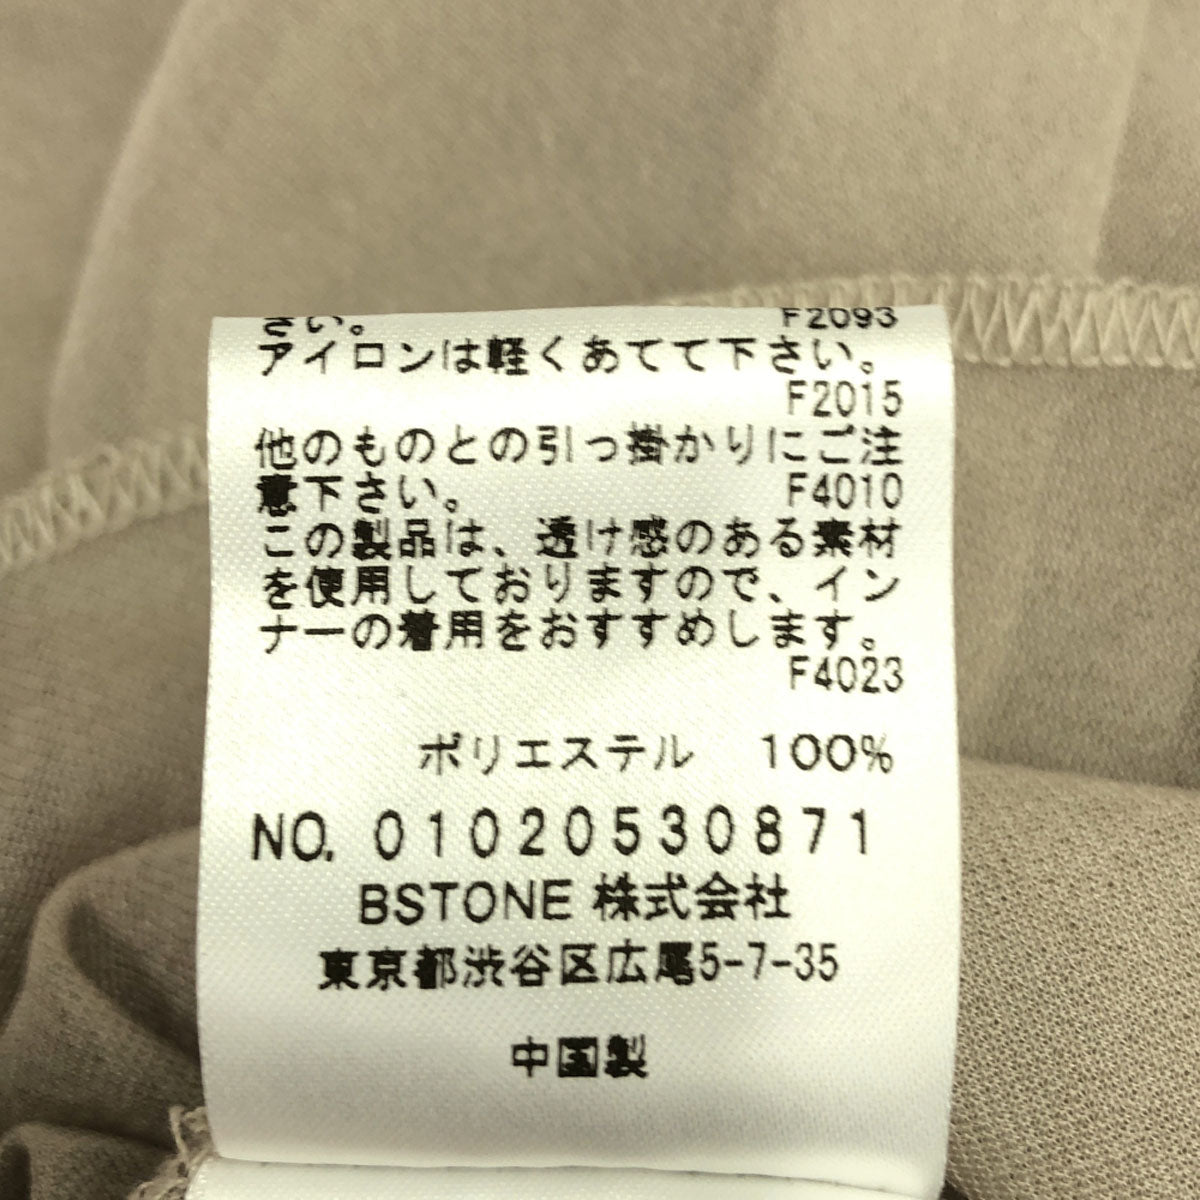 さい。 F2093
アイロンは軽くあてて下さい。
F2015
他のものとの引っ掛かりにご注
意下さい。 F4010
この製品は、透け感のある素材
を使用しておりますので、イン
ナーの着用をおすすめします。
F4023
ポリエステル 100%
NO. 01020530871
BSTONE 株式会社
東京都渋谷区広尾5-7-35
中国製